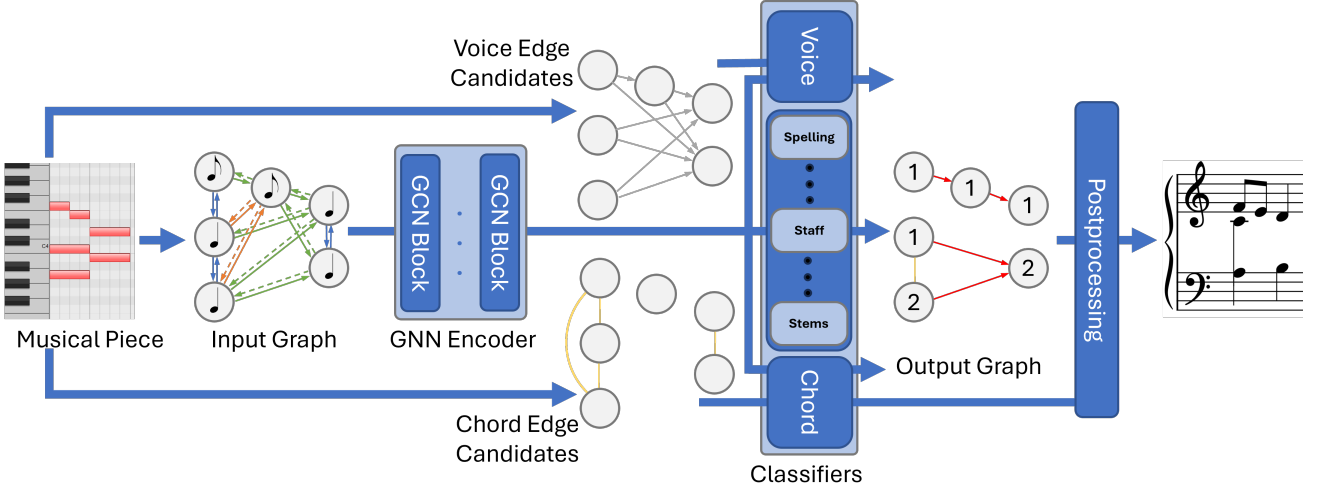 Voice Edge
Candidates
Voice
Spelling
Staff
Stems
Chord
Classifiers
C4
Musical Piece
Input Graph
GCN Block
GCN Block
GNN Encoder
Chord Edge
Candidates
1
1
1
1
2
2
Output Graph
Postprocessing